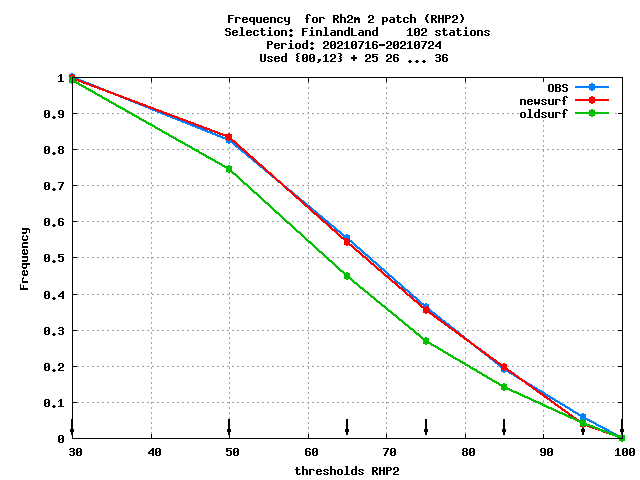 Frequency  for Rh2m 2 patch (RHP2)
Selection: FinlandLand    102 stations
Period: 20210716-20210724
Used {00,12} + 25 26 ... 36
OBS
newsurf
oldsurf
1
0.9
0.8
0.7
0.6
0.5
0.4
0.3
0.2
0.1
0
Frequency
30 40 50 60 70 80 90 100
thresholds RHP2